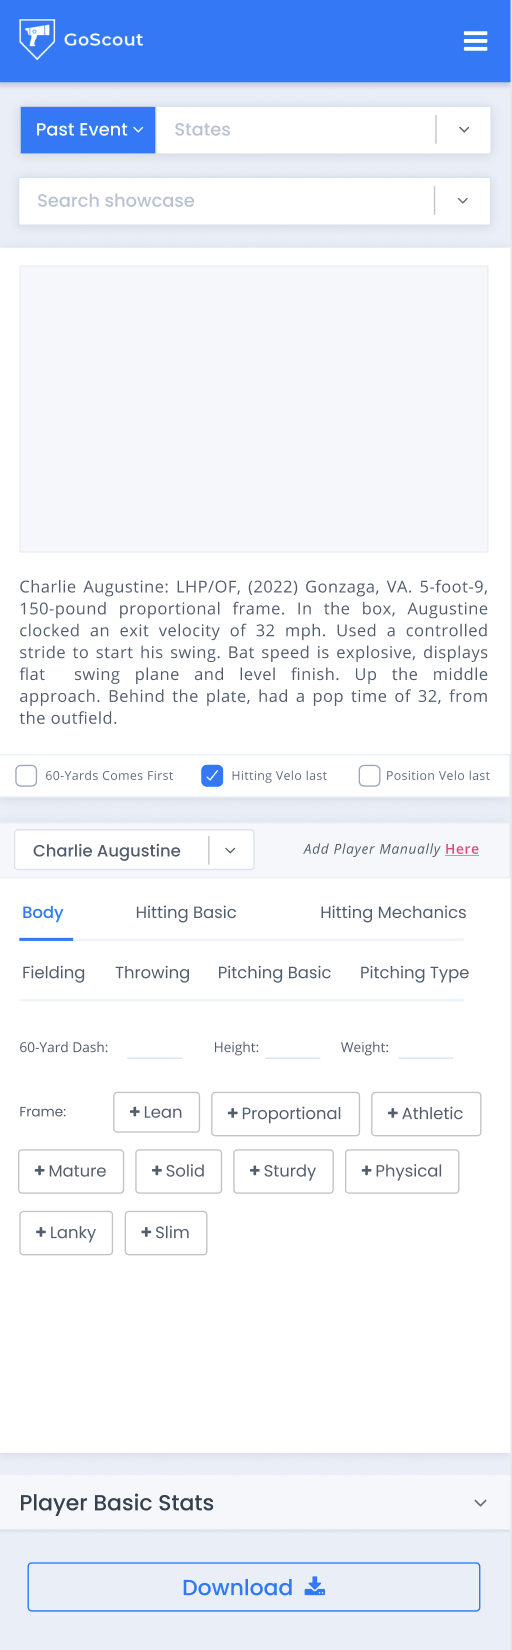 GoScout
Past Event States
Search showcase
Charlie Augustine: LHP/OF, (2022) Gonzaga, VA. 5-foot-9,
150-pound proportional frame. In the box, Augustine
clocked an exit velocity of 32 mph. Used a controlled
stride to start his swing. Bat speed is explosive, displays
flat swing plane and level finish. Up the middle
approach. Behind the plate, had a pop time of 32, from
the outfield.
60-Yards Comes First Hitting Velo last Position Velo last
Charlie Augustine Add Player Manually Here
Body Hitting Basic Hitting Mechanics
Fielding Throwing Pitching Basic Pitching Type
60-Yard Dash: Height: Weight:
Frame: + Lean + Proportional + Athletic
+ Mature + Solid + Sturdy + Physical
+ Lanky + Slim
Player Basic Stats
Download